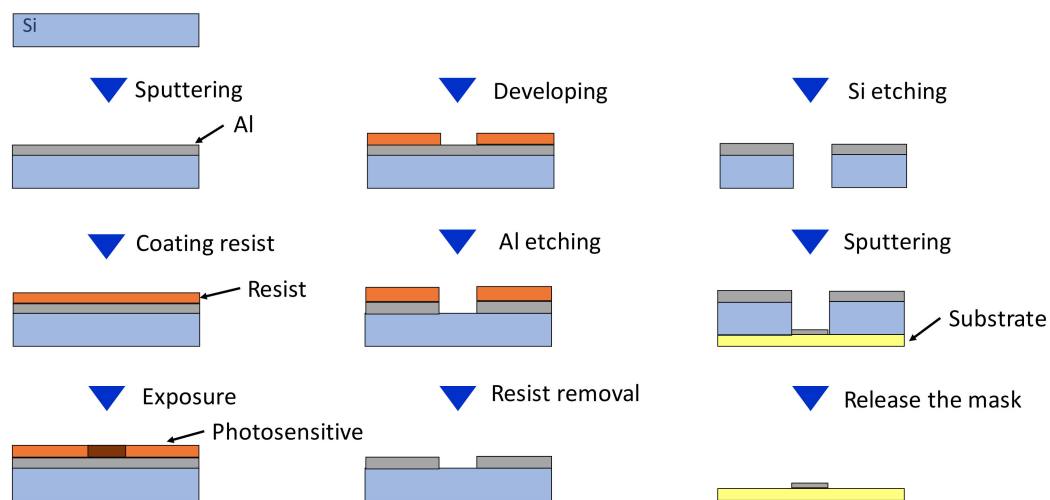 Si
Sputtering
Al
Coating resist
Resist
Exposure
Photosensitive
Developing
Al etching
Resist removal
Si etching
Sputtering
Substrate
Release the mask